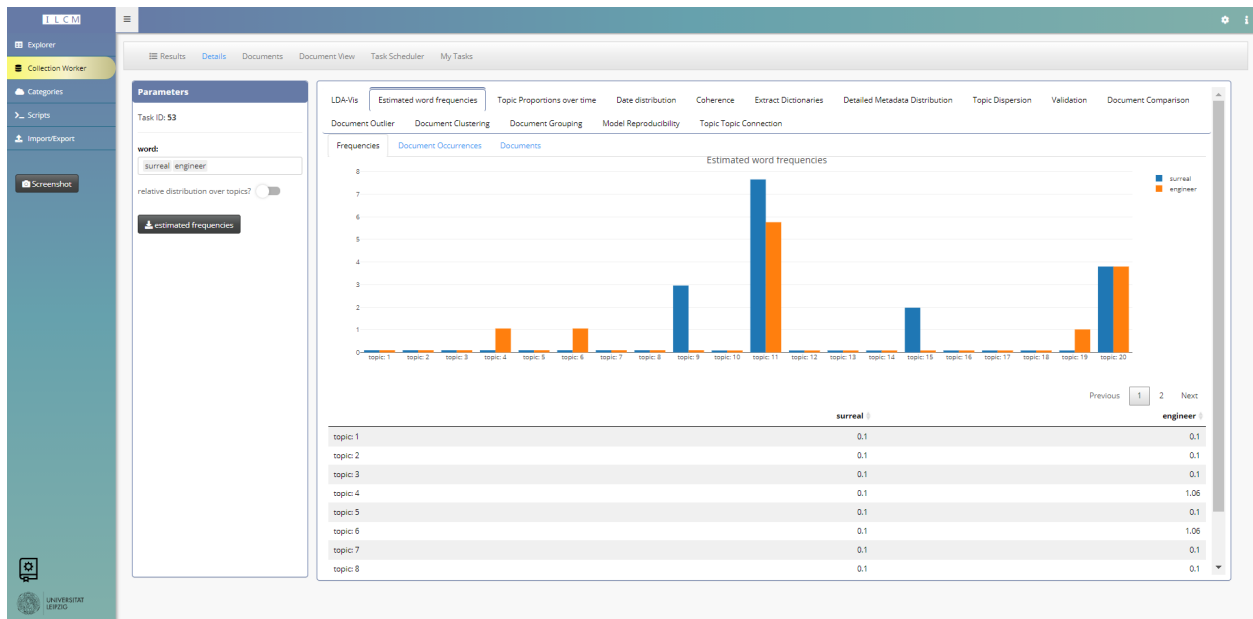 ILCM
Explorer
Collection Worker
Categories
Scripts
Import/Export
Screenshot
UNIVERSITÄT
LEIPZIG
Results Details Documents Document View Task Scheduler My Tasks
Parameters
Task ID: 53
word:
surreal engineer
relative distribution over topics?
estimated frequencies
LDA-Vis Estimated word frequencies Topic Proportions over time Date distribution Coherence Extract Dictionaries Detailed Metadata Distribution Topic Dispersion Validation Document Comparison
Document Outlier Document Clustering Document Grouping Model Reproducibility Topic Topic Connection
Frequencies Document Occurrences Documents
Estimated word frequencies
8
7
6
5
4
3
2
1
0
surreal
engineer
topic: 1 topic: 2 topic: 3 topic: 4 topic: 5 topic: 6 topic: 7 topic: 8 topic: 9 topic: 10 topic: 11 topic: 12 topic: 13 topic: 14 topic: 15 topic: 16 topic: 17 topic: 18 topic: 19 topic: 20
Previous 1 2 Next
surreal engineer
topic: 1 0.1 0.1
topic: 2 0.1 0.1
topic: 3 0.1 0.1
topic: 4 0.1 1.06
topic: 5 0.1 0.1
topic: 6 0.1 1.06
topic: 7 0.1 0.1
topic: 8 0.1 0.1